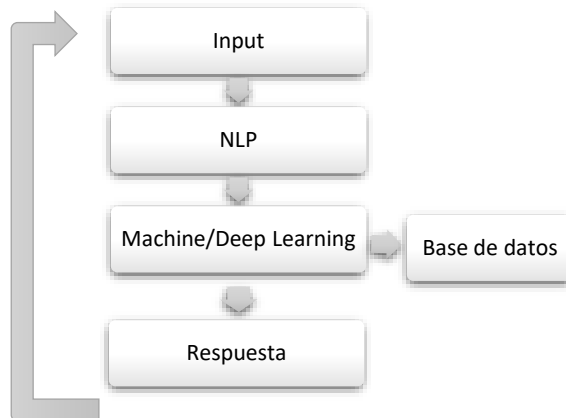 Input
NLP
Machine/Deep Learning
Base de datos
Respuesta